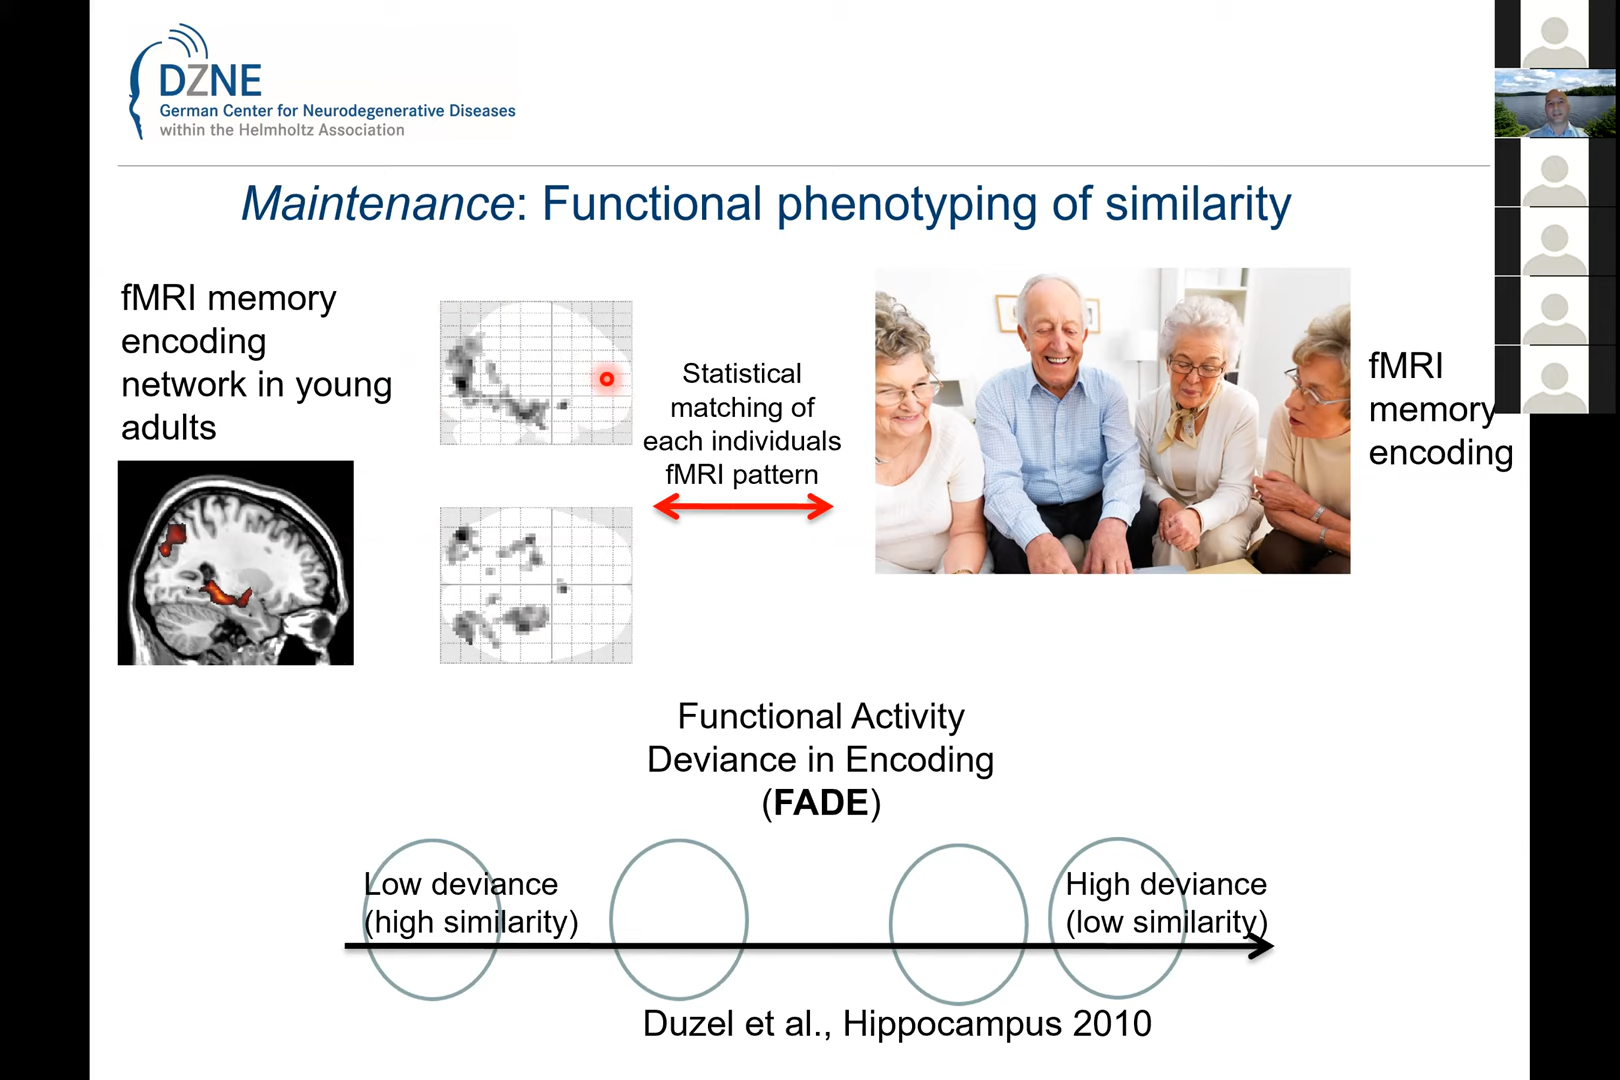 DZNE
German Center for Neurodegenerative Diseases
within the Helmholtz Association
Maintenance: Functional phenotyping of similarity
fMRI memory
encoding
network in young
adults
Statistical
matching of
each individuals
fMRI pattern
fMRI
memory
encoding
Functional Activity
Deviance in Encoding
(FADE)
Low deviance
(high similarity)
High deviance
(low similarity)
Duzel et al., Hippocampus 2010